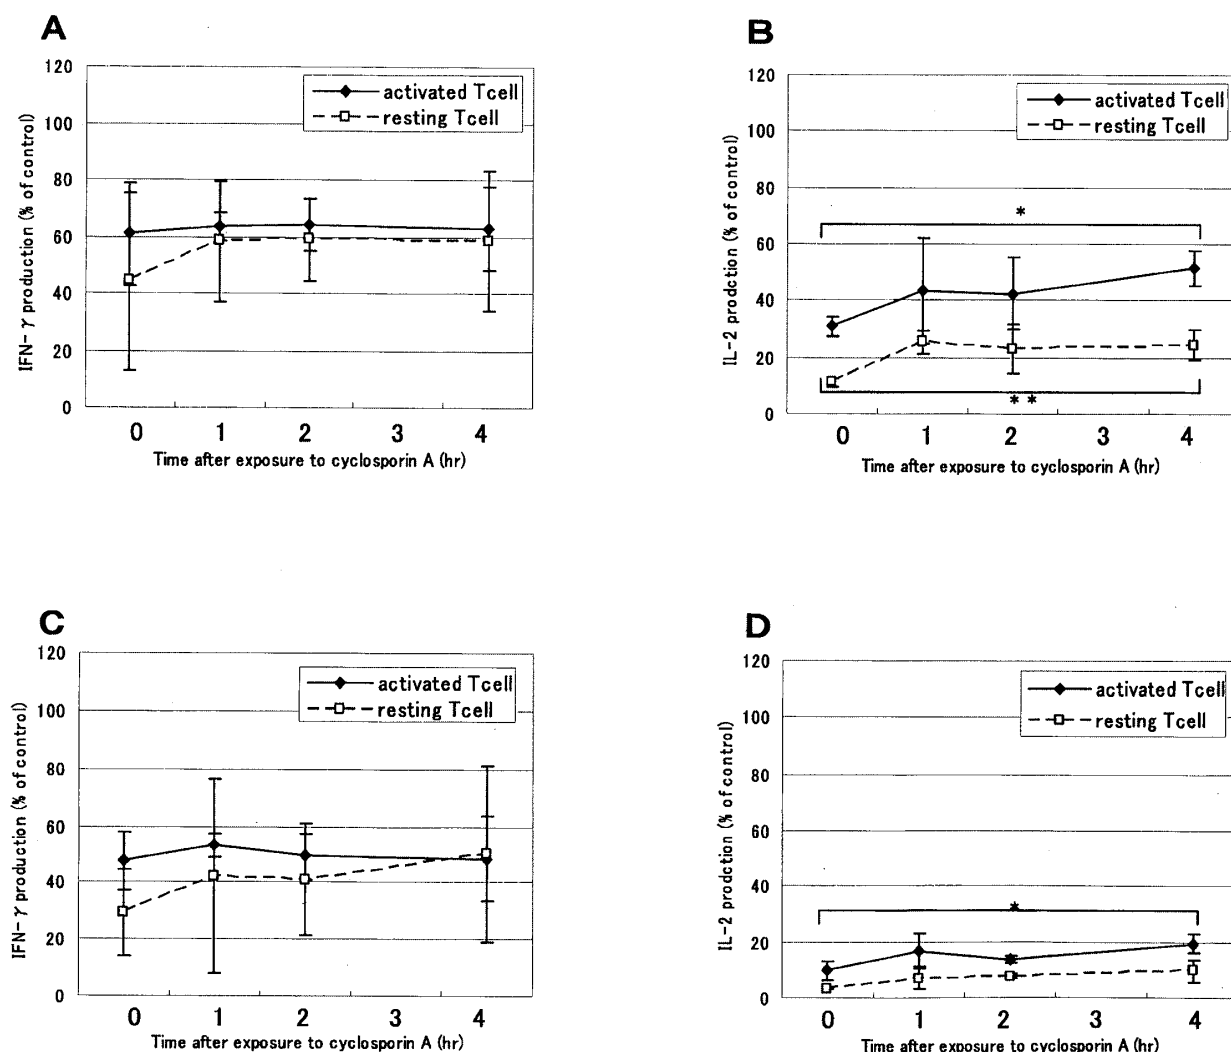 A
IFN-γ production (% of control)
120
100
80
60
40
20
0
activated Tcell
resting Tcell
0 1 2 3 4
Time after exposure to cyclosporin A (hr)
B
IL-2 prodction (% of control)
120
100
80
60
40
20
0
activated Tcell
resting Tcell
*
**
0 1 2 3 4
Time after exposure to cyclosporin A (hr)
C
IFN-γ production (% of control)
120
100
80
60
40
20
0
activated Tcell
resting Tcell
0 1 2 3 4
Time after exposure to cyclosporin A (hr)
D
IL-2 prodction (% of control)
120
100
80
60
40
20
0
activated Tcell
resting Tcell
*
0 1 2 3 4
Time after exposure to cyclosporin A (hr)